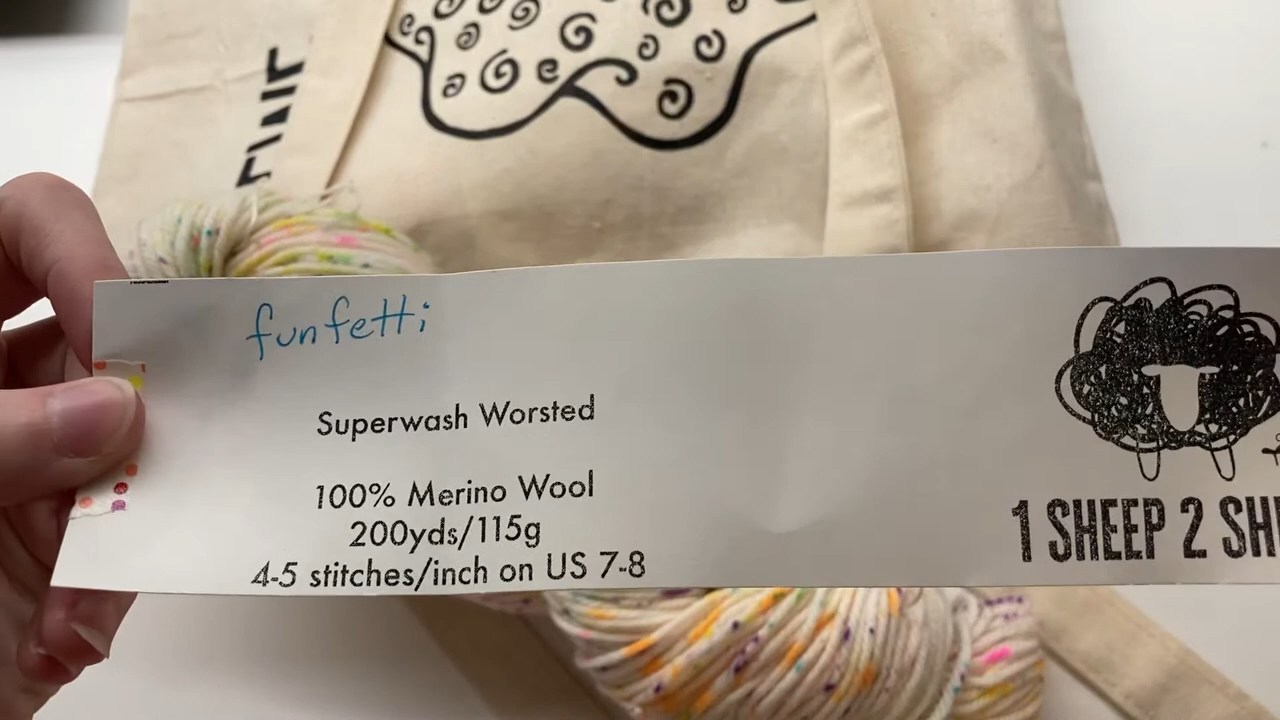 funfetti
Superwash Worsted
100% Merino Wool
200yds/115g
4-5 stitches/inch on US 7-8
1 SHEEP 2 SH